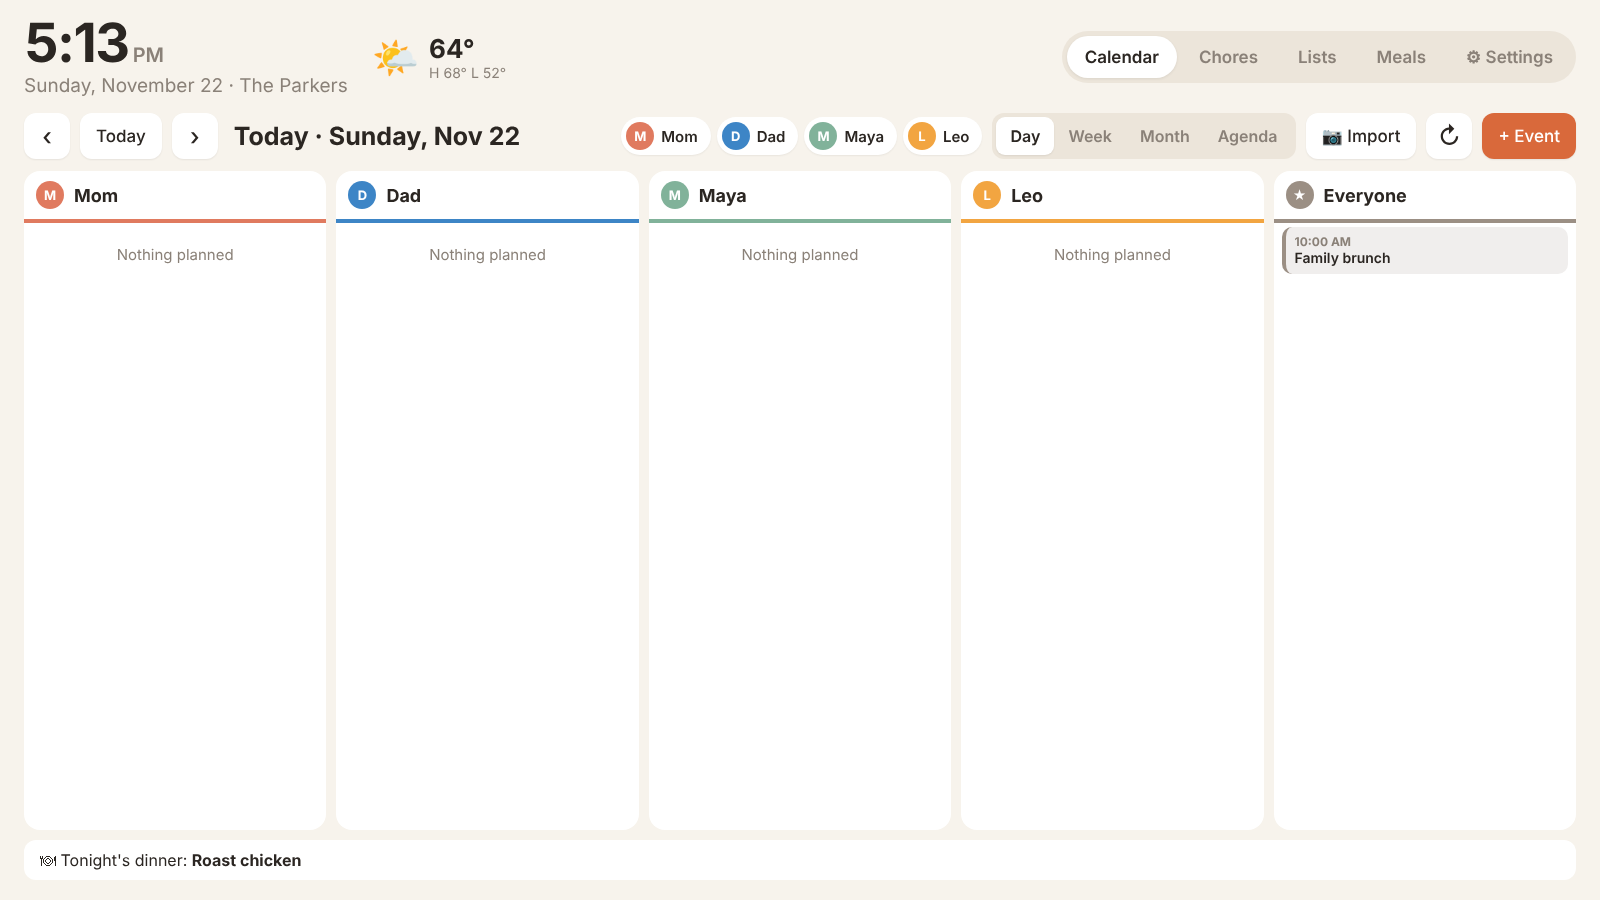 5:13 PM
Sunday, November 22 · The Parkers
64°
H 68° L 52°
Calendar
Chores
Lists
Meals
⚙ Settings
‹
Today
›
Today · Sunday, Nov 22
M Mom
D Dad
M Maya
L Leo
Day
Week
Month
Agenda
📷 Import
↻
+ Event
M Mom
Nothing planned
D Dad
Nothing planned
M Maya
Nothing planned
L Leo
Nothing planned
★ Everyone
10:00 AM
Family brunch
🍽 Tonight's dinner: Roast chicken